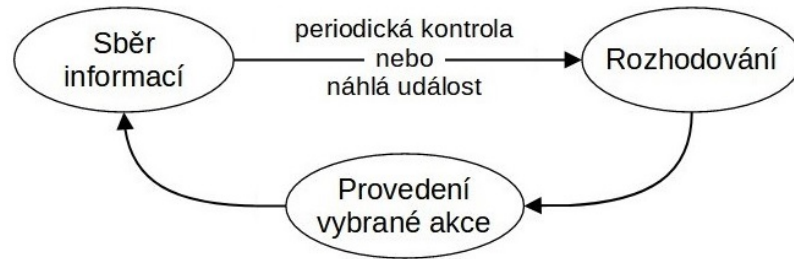 Sběr
informací
periodická kontrola
nebo
náhlá událost
Rozhodování
Provedení
vybrané akce